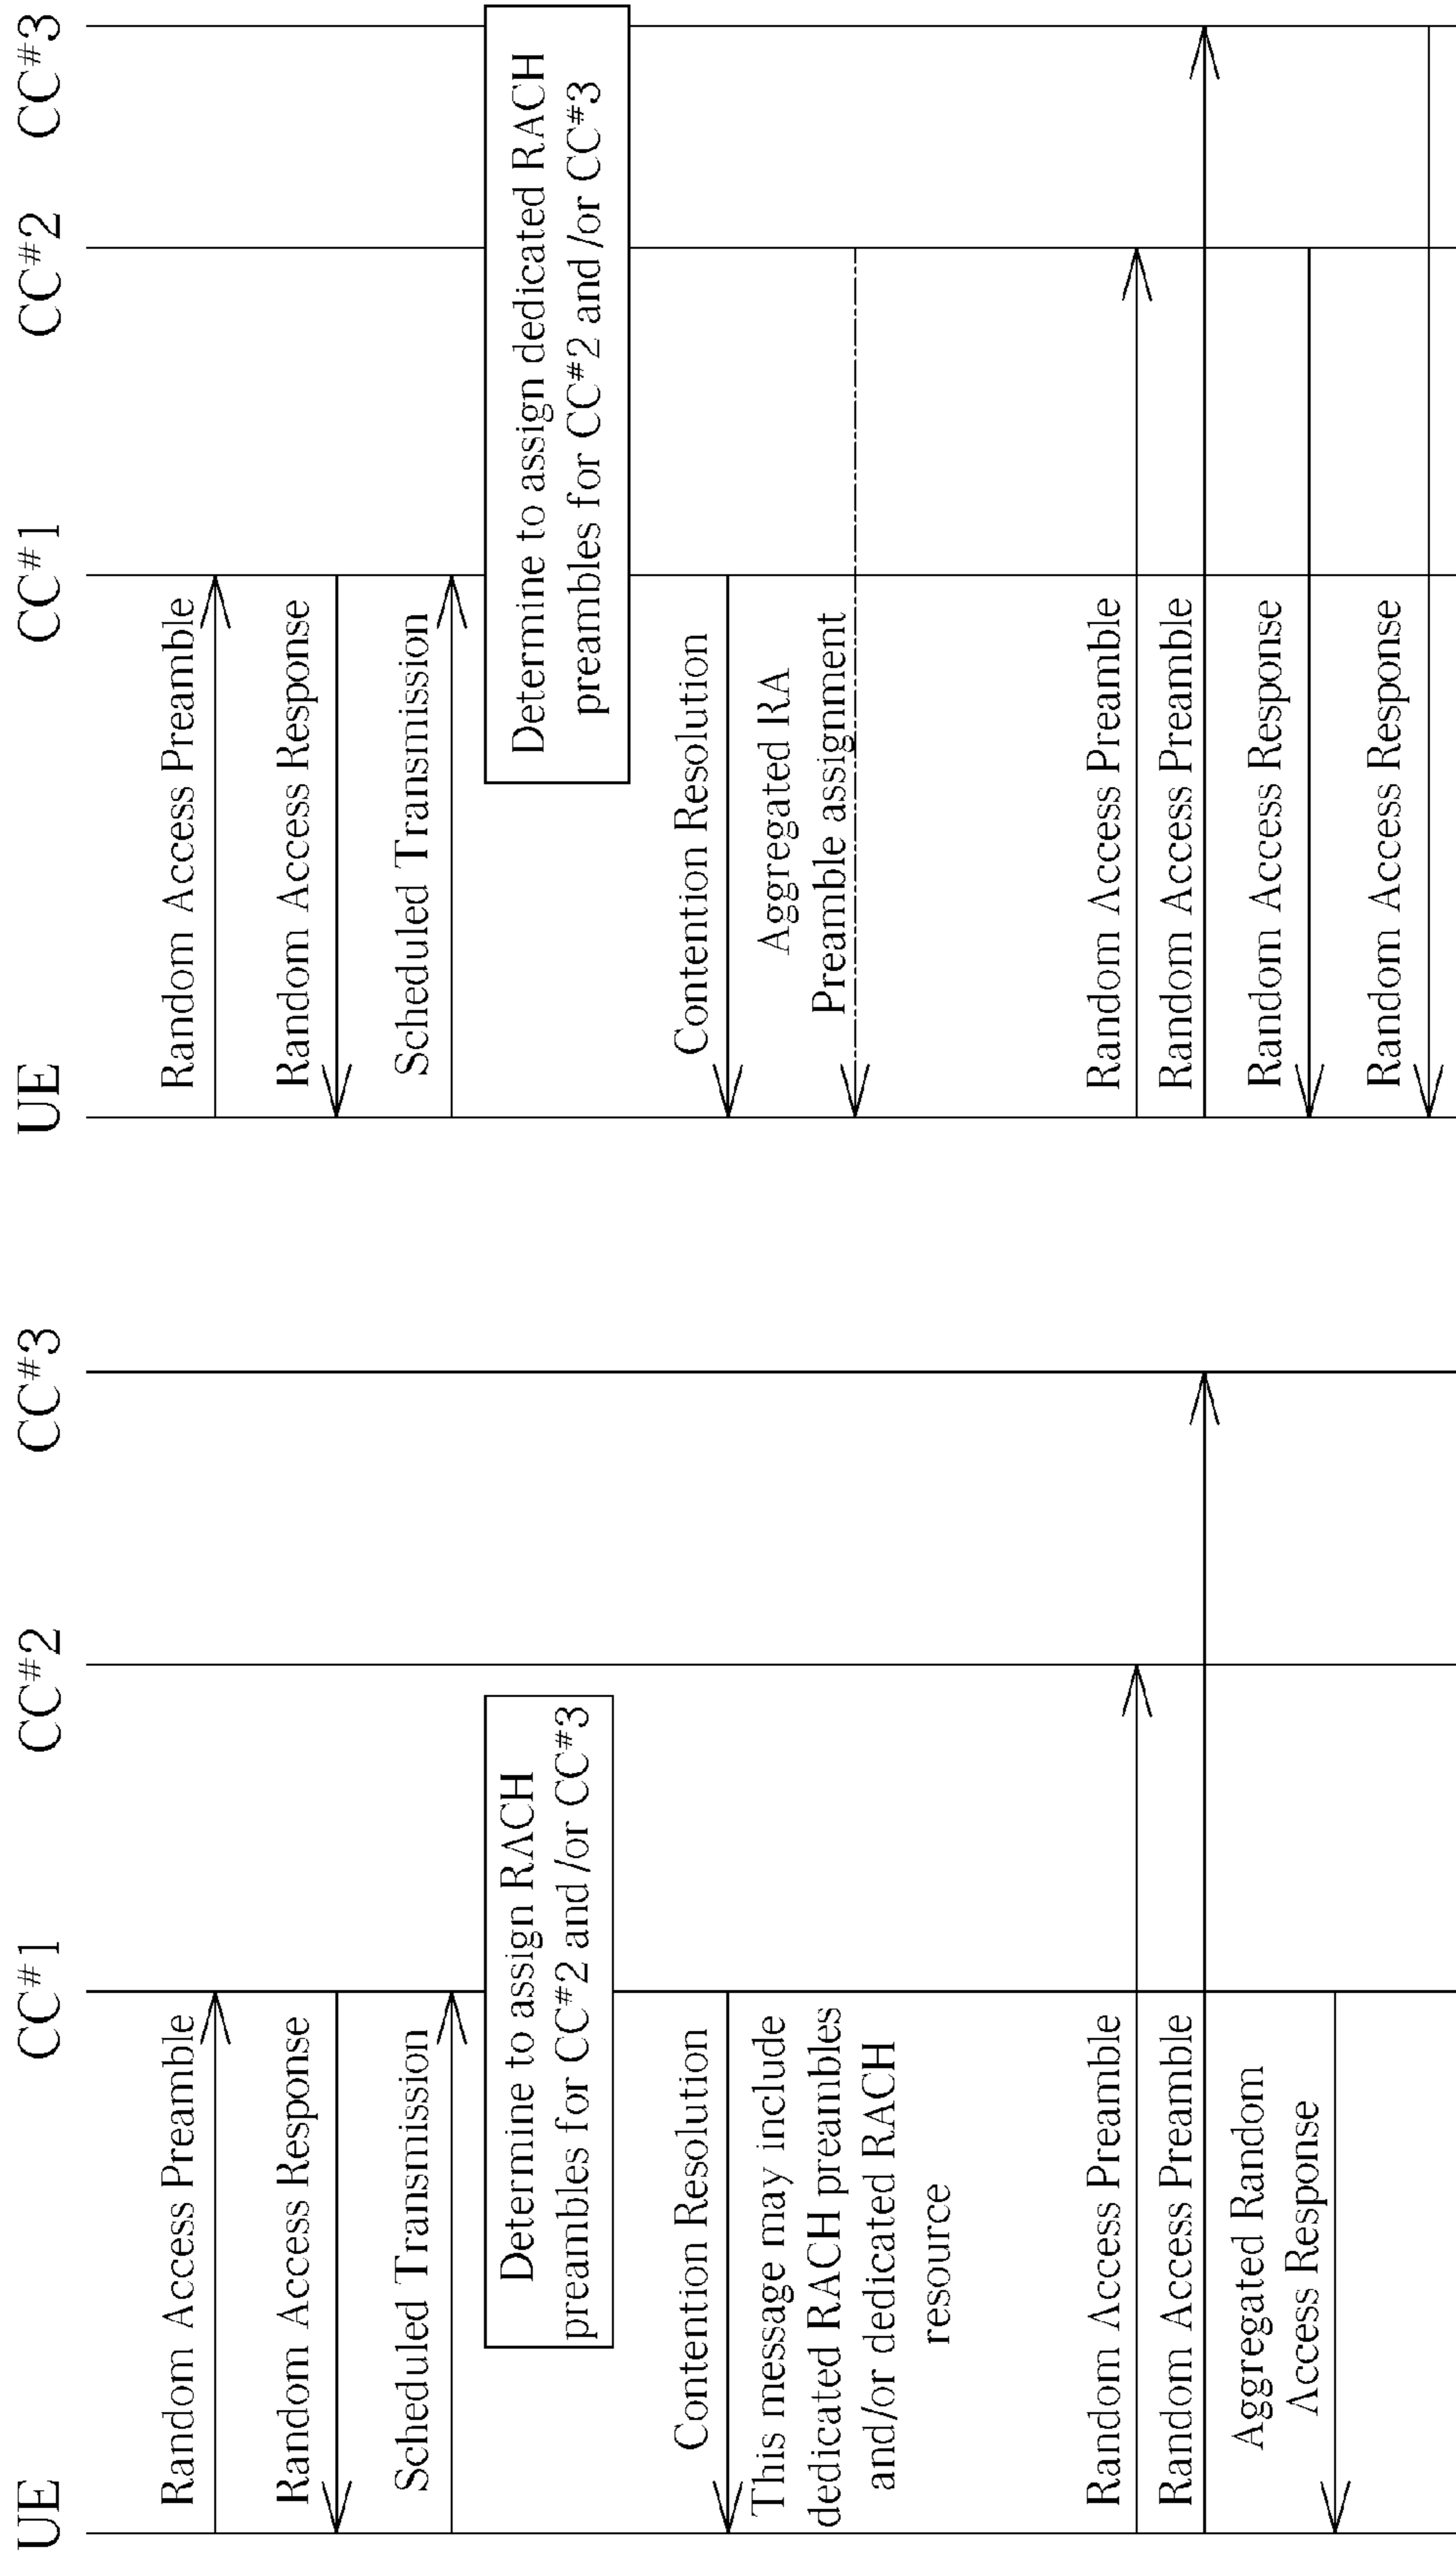 UE CC#1 CC#2 CC#3
Random Access Preamble
Random Access Response
Scheduled Transmission
Determine to assign RACH
preambles for CC#2 and/or CC#3
Contention Resolution
This message may include
dedicated RACH preambles
and/or dedicated RACH
resource
Random Access Preamble
Random Access Preamble
Aggregated Random
Access Response
UE CC#1 CC#2 CC#3
Random Access Preamble
Random Access Response
Scheduled Transmission
Determine to assign dedicated RACH
preambles for CC#2 and/or CC#3
Contention Resolution
Aggregated RA
Preamble assignment
Random Access Preamble
Random Access Preamble
Random Access Response
Random Access Response